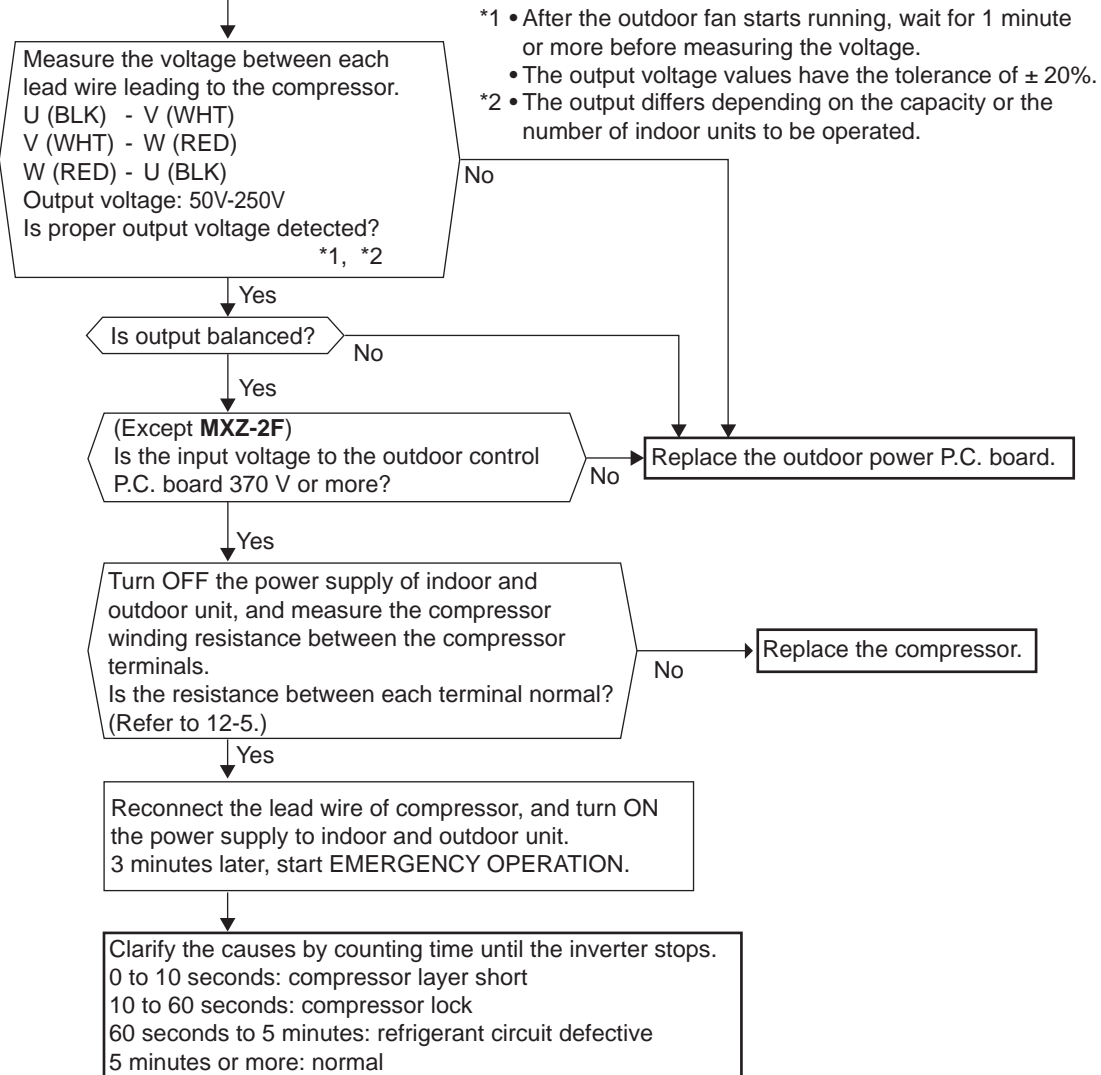 *1 • After the outdoor fan starts running, wait for 1 minute
or more before measuring the voltage.
• The output voltage values have the tolerance of ± 20%.
*2 • The output differs depending on the capacity or the
number of indoor units to be operated.
Measure the voltage between each
lead wire leading to the compressor.
U (BLK) - V (WHT)
V (WHT) - W (RED)
W (RED) - U (BLK)
Output voltage: 50V-250V
Is proper output voltage detected?
*1, *2
No
Yes
Is output balanced?
No
Yes
(Except MXZ-2F)
Is the input voltage to the outdoor control
P.C. board 370 V or more?
No
Replace the outdoor power P.C. board.
Yes
Turn OFF the power supply of indoor and
outdoor unit, and measure the compressor
winding resistance between the compressor
terminals.
Is the resistance between each terminal normal?
(Refer to 12-5.)
No
Replace the compressor.
Yes
Reconnect the lead wire of compressor, and turn ON
the power supply to indoor and outdoor unit.
3 minutes later, start EMERGENCY OPERATION.
Clarify the causes by counting time until the inverter stops.
0 to 10 seconds: compressor layer short
10 to 60 seconds: compressor lock
60 seconds to 5 minutes: refrigerant circuit defective
5 minutes or more: normal